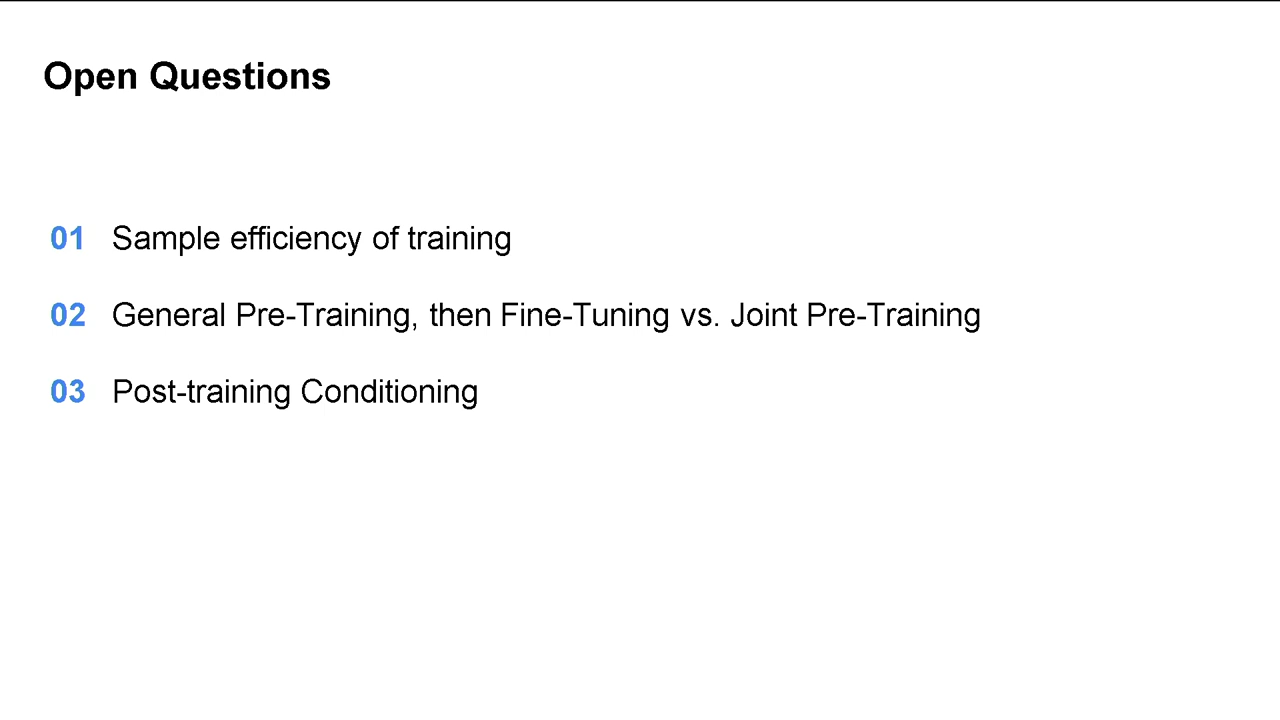 Open Questions
01 Sample efficiency of training
02 General Pre-Training, then Fine-Tuning vs. Joint Pre-Training
03 Post-training Conditioning